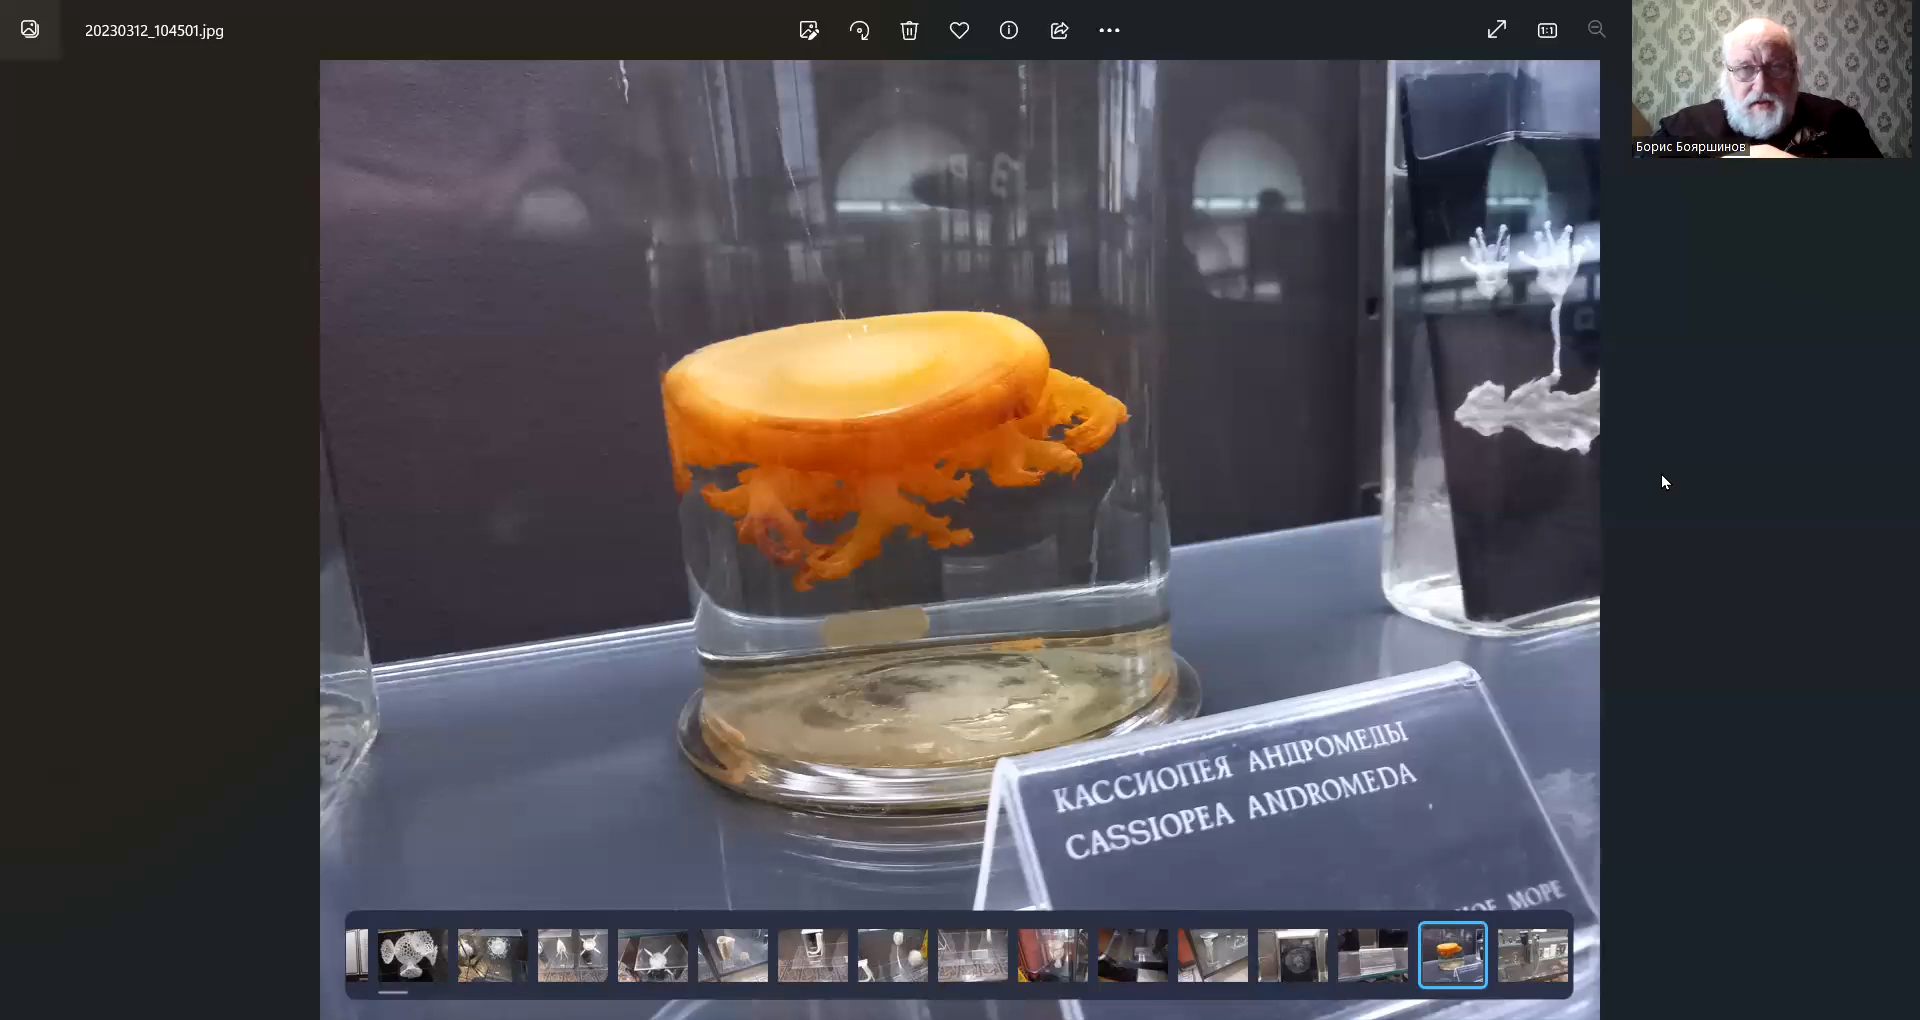 20230312_104501.jpg
Борис Бояршинов
КАССИОПЕЯ АНДРОМЕДЫ
CASSIOPEA ANDROMEDA
МОРЕ